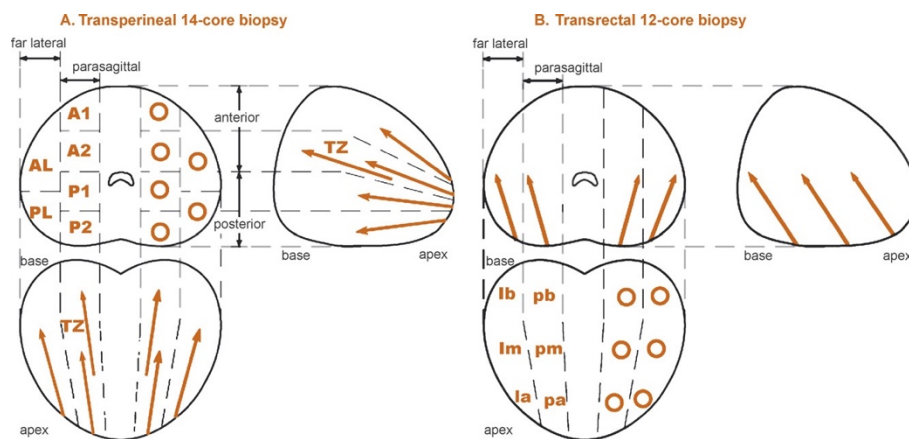 A. Transperineal 14-core biopsy
far lateral
parasagittal
A1
A2
AL
P1
PL
P2
anterior
posterior
TZ
base
apex
base
TZ
apex
B. Transrectal 12-core biopsy
far lateral
parasagittal
base
apex
base
lb
pb
lm
pm
la
pa
apex